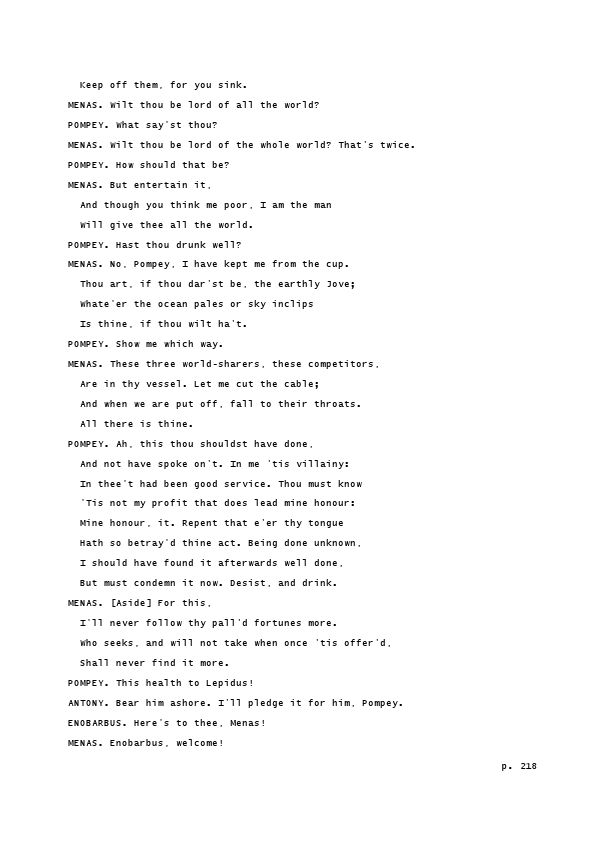 Keep off them, for you sink.
MENAS. Wilt thou be lord of all the world?
POMPEY. What say'st thou?
MENAS. Wilt thou be lord of the whole world? That's twice.
POMPEY. How should that be?
MENAS. But entertain it,
And though you think me poor, I am the man
Will give thee all the world.
POMPEY. Hast thou drunk well?
MENAS. No, Pompey, I have kept me from the cup.
Thou art, if thou dar'st be, the earthly Jove;
Whate'er the ocean pales or sky inclips
Is thine, if thou wilt ha't.
POMPEY. Show me which way.
MENAS. These three world-sharers, these competitors,
Are in thy vessel. Let me cut the cable;
And when we are put off, fall to their throats.
All there is thine.
POMPEY. Ah, this thou shouldst have done,
And not have spoke on't. In me 'tis villainy:
In thee't had been good service. Thou must know
'Tis not my profit that does lead mine honour:
Mine honour, it. Repent that e'er thy tongue
Hath so betray'd thine act. Being done unknown,
I should have found it afterwards well done,
But must condemn it now. Desist, and drink.
MENAS. [Aside] For this,
I'll never follow thy pall'd fortunes more.
Who seeks, and will not take when once 'tis offer'd,
Shall never find it more.
POMPEY. This health to Lepidus!
ANTONY. Bear him ashore. I'll pledge it for him, Pompey.
ENOBARBUS. Here's to thee, Menas!
MENAS. Enobarbus, welcome!
p. 218